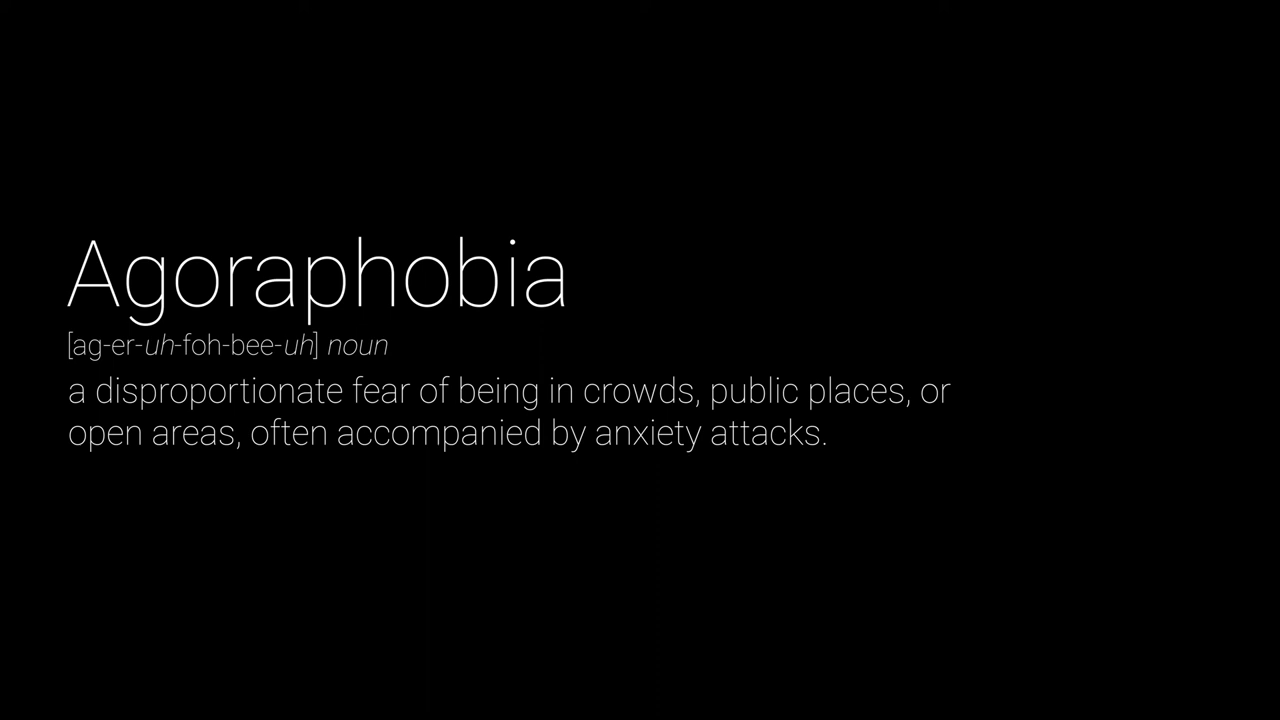 Agoraphobia
[ag-er-uh-foh-bee-uh] noun
a disproportionate fear of being in crowds, public places, or
open areas, often accompanied by anxiety attacks.